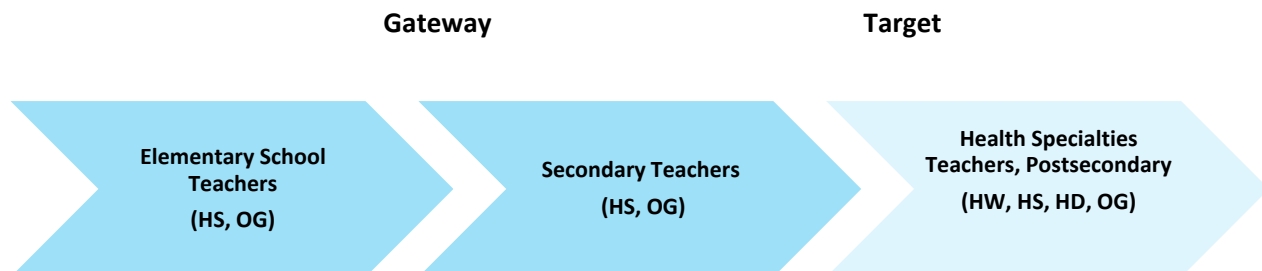 Gateway
Target
Elementary School
Teachers
(HS, OG)
Secondary Teachers
(HS, OG)
Health Specialties
Teachers, Postsecondary
(HW, HS, HD, OG)